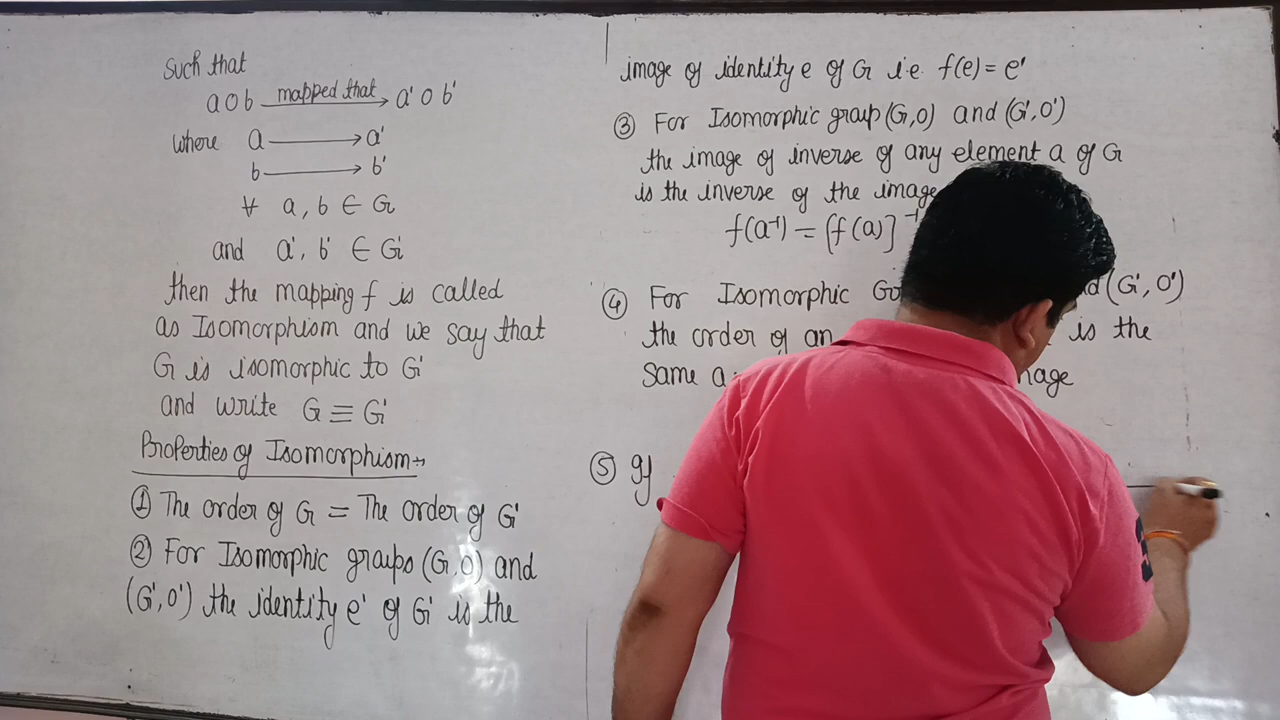 Such that
a o b mapped that a' o b'
where a → a'
b → b'
∀ a, b ∈ G
and a', b' ∈ G'
then the mapping f is called
as Isomorphism and we say that
G is isomorphic to G'
and write G ≡ G'
Properties of Isomorphism→
① The order of G = The order of G'
② For Isomorphic groups (G,O) and
(G',O') the identity e' of G' is the
image of identity e of G i.e. f(e) = e'
③ For Isomorphic group (G,O) and (G',O')
the image of inverse of any element a of G
is the inverse of the image
f(a⁻¹) = [f(a)]⁻¹
④ For Isomorphic (G',O')
the order of is the
Same
⑤ If